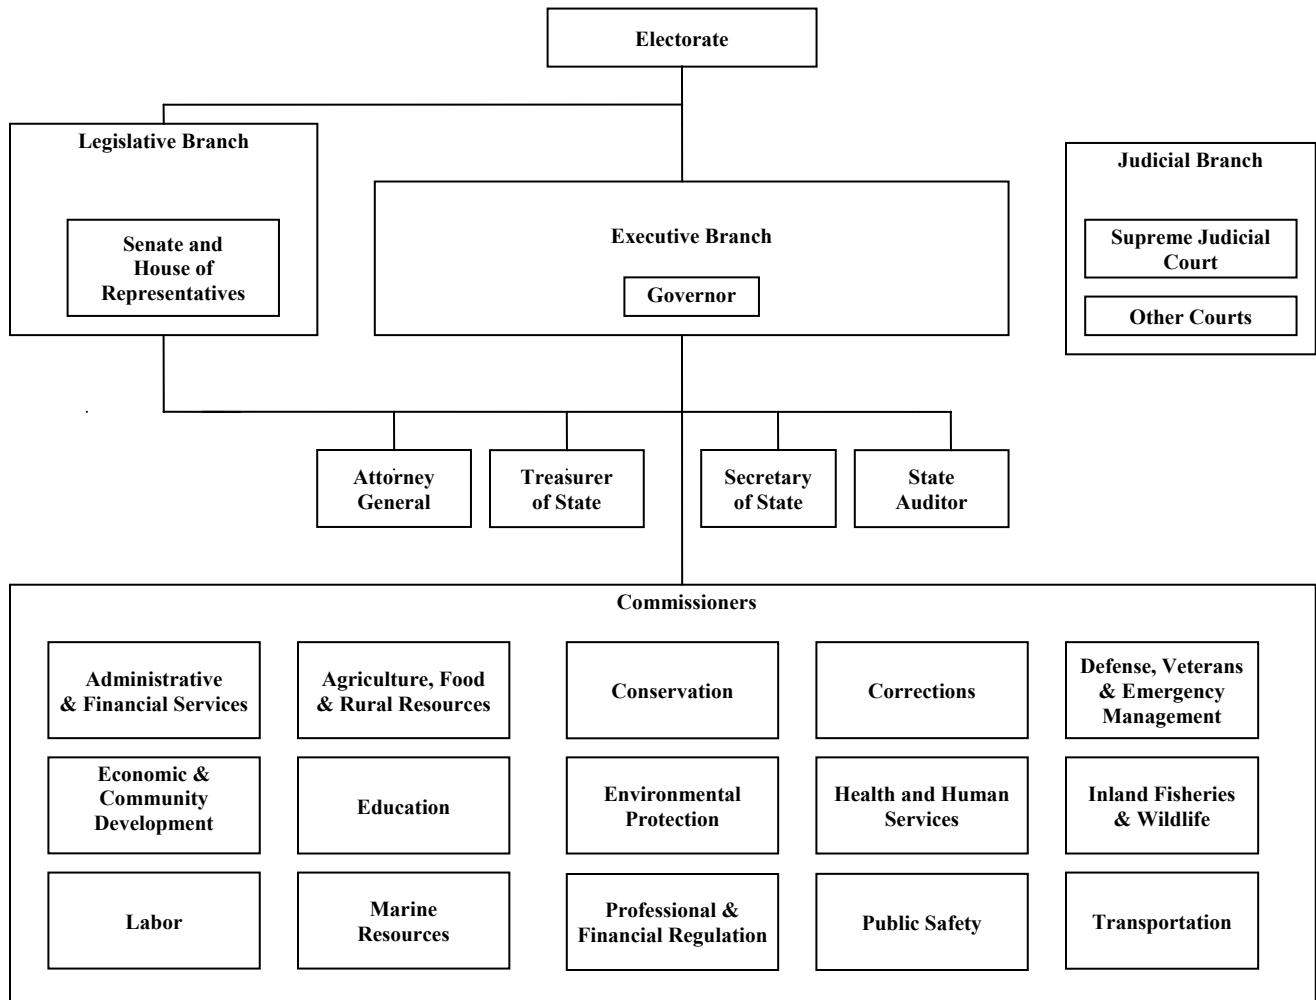 Electorate
Legislative Branch
Senate and
House of
Representatives
Executive Branch
Governor
Judicial Branch
Supreme Judicial
Court
Other Courts
Attorney
General
Treasurer
of State
Secretary
of State
State
Auditor
Commissioners
Administrative
& Financial Services
Agriculture, Food
& Rural Resources
Conservation
Corrections
Defense, Veterans
& Emergency
Management
Economic &
Community
Development
Education
Environmental
Protection
Health and Human
Services
Inland Fisheries
& Wildlife
Labor
Marine
Resources
Professional &
Financial Regulation
Public Safety
Transportation